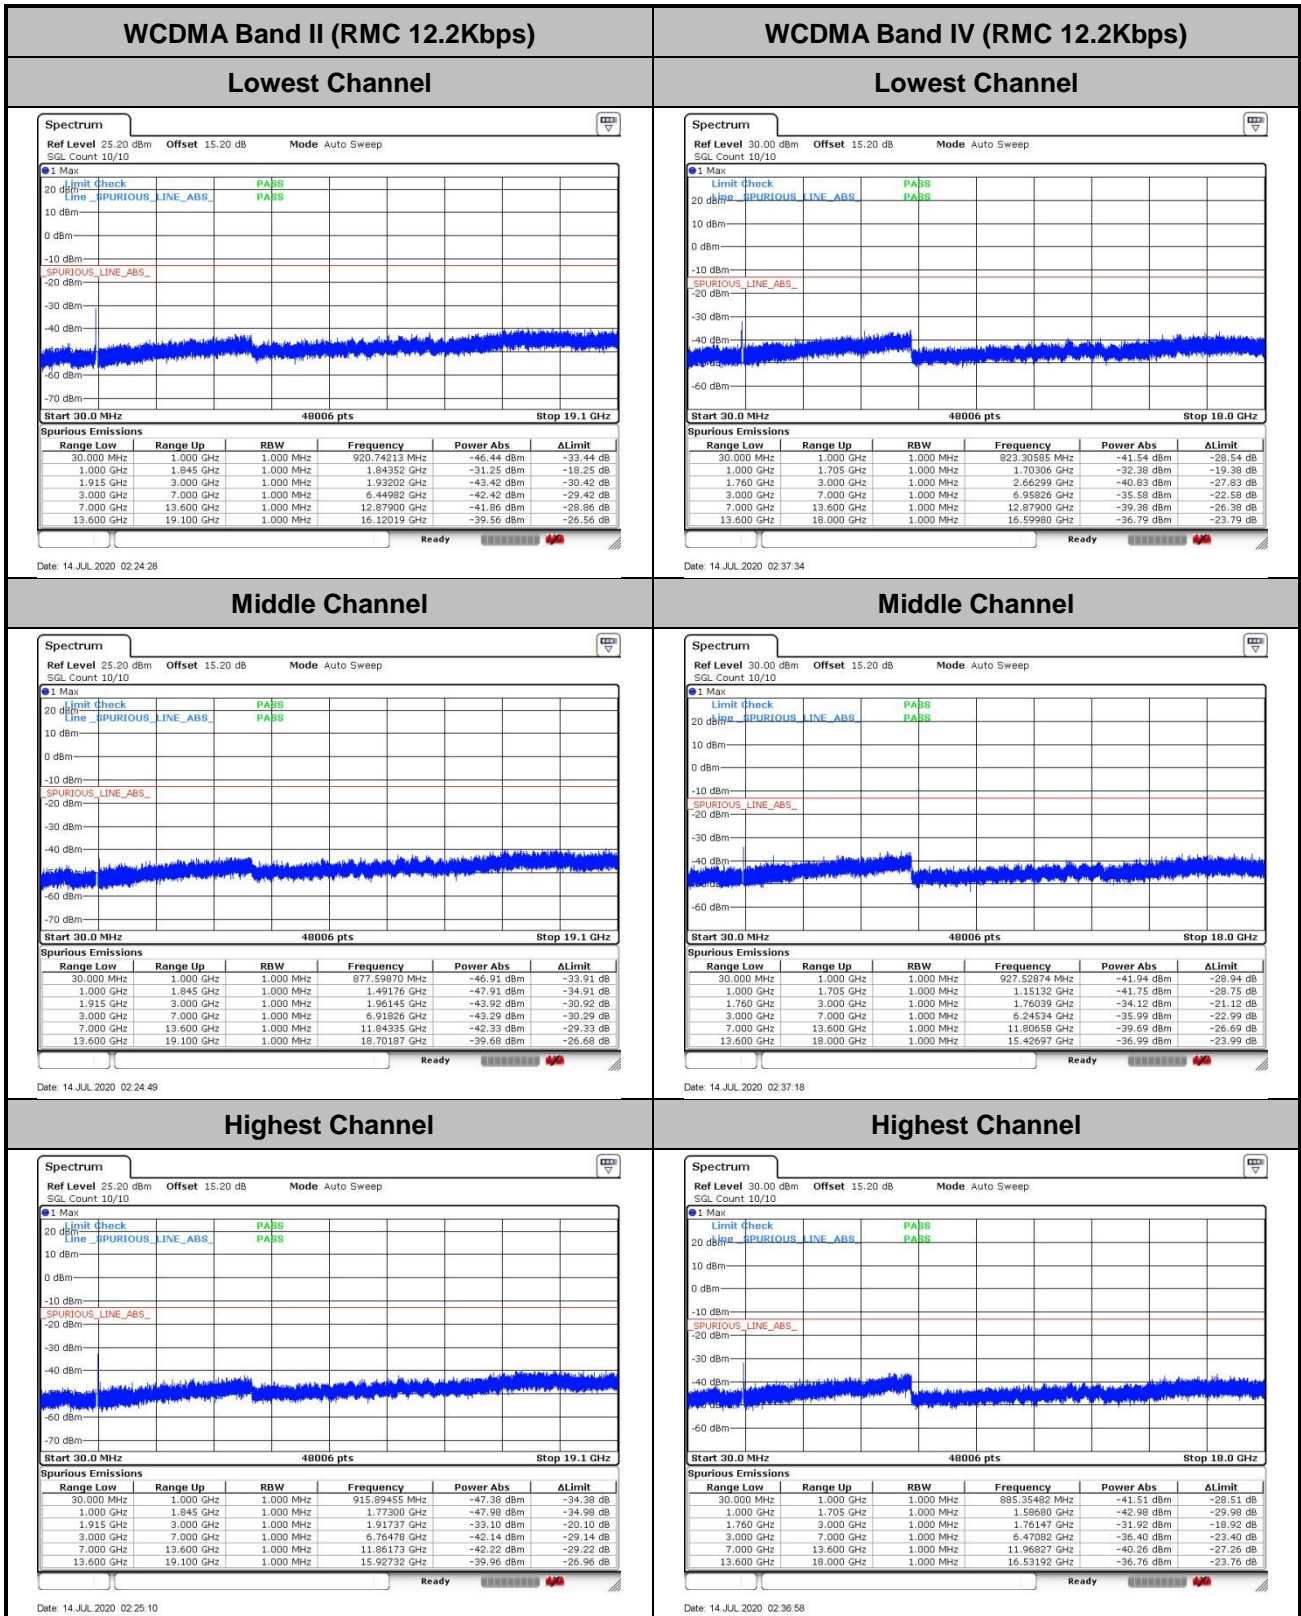 WCDMA Band II (RMC 12.2Kbps)
WCDMA Band IV (RMC 12.2Kbps)
Lowest Channel
Lowest Channel
Spectrum
Ref Level 25.20 dBm Offset 15.20 dB Mode Auto Sweep
SGL Count 10/10
1 Max
Limit Check PASS
20 dBm
Line _SPURIOUS_LINE_ABS_ PASS
10 dBm
0 dBm
-10 dBm
_SPURIOUS_LINE_ABS_
-20 dBm
-30 dBm
-40 dBm
-60 dBm
-70 dBm
Start 30.0 MHz 48006 pts Stop 19.1 GHz
Spurious Emissions
Range Low Range Up RBW Frequency Power Abs ΔLimit
30.000 MHz 1.000 GHz 1.000 MHz 920.74213 MHz -46.44 dBm -33.44 dB
1.000 GHz 1.845 GHz 1.000 MHz 1.84352 GHz -31.25 dBm -18.25 dB
1.915 GHz 3.000 GHz 1.000 MHz 1.93202 GHz -43.42 dBm -30.42 dB
3.000 GHz 7.000 GHz 1.000 MHz 6.44982 GHz -42.42 dBm -29.42 dB
7.000 GHz 13.600 GHz 1.000 MHz 12.87900 GHz -41.86 dBm -28.86 dB
13.600 GHz 19.100 GHz 1.000 MHz 16.12019 GHz -39.56 dBm -26.56 dB
Ready
Date: 14.JUL.2020 02:24:28
Spectrum
Ref Level 30.00 dBm Offset 15.20 dB Mode Auto Sweep
SGL Count 10/10
1 Max
Limit Check PASS
20 dBm
Line _SPURIOUS_LINE_ABS_ PASS
10 dBm
0 dBm
-10 dBm
_SPURIOUS_LINE_ABS_
-20 dBm
-30 dBm
-40 dBm
-60 dBm
Start 30.0 MHz 48006 pts Stop 18.0 GHz
Spurious Emissions
Range Low Range Up RBW Frequency Power Abs ΔLimit
30.000 MHz 1.000 GHz 1.000 MHz 823.30585 MHz -41.54 dBm -28.54 dB
1.000 GHz 1.705 GHz 1.000 MHz 1.70306 GHz -32.38 dBm -19.38 dB
1.760 GHz 3.000 GHz 1.000 MHz 2.66299 GHz -40.83 dBm -27.83 dB
3.000 GHz 7.000 GHz 1.000 MHz 6.95826 GHz -35.58 dBm -22.58 dB
7.000 GHz 13.600 GHz 1.000 MHz 12.87900 GHz -39.38 dBm -26.38 dB
13.600 GHz 18.000 GHz 1.000 MHz 16.59980 GHz -36.79 dBm -23.79 dB
Ready
Date: 14.JUL.2020 02:37:34
Middle Channel
Middle Channel
Spectrum
Ref Level 25.20 dBm Offset 15.20 dB Mode Auto Sweep
SGL Count 10/10
1 Max
Limit Check PASS
20 dBm
Line _SPURIOUS_LINE_ABS_ PASS
10 dBm
0 dBm
-10 dBm
_SPURIOUS_LINE_ABS_
-20 dBm
-30 dBm
-40 dBm
-60 dBm
-70 dBm
Start 30.0 MHz 48006 pts Stop 19.1 GHz
Spurious Emissions
Range Low Range Up RBW Frequency Power Abs ΔLimit
30.000 MHz 1.000 GHz 1.000 MHz 877.59870 MHz -46.91 dBm -33.91 dB
1.000 GHz 1.845 GHz 1.000 MHz 1.49176 GHz -47.91 dBm -34.91 dB
1.915 GHz 3.000 GHz 1.000 MHz 1.96145 GHz -43.92 dBm -30.92 dB
3.000 GHz 7.000 GHz 1.000 MHz 6.91826 GHz -43.29 dBm -30.29 dB
7.000 GHz 13.600 GHz 1.000 MHz 11.84335 GHz -42.33 dBm -29.33 dB
13.600 GHz 19.100 GHz 1.000 MHz 18.70187 GHz -39.68 dBm -26.68 dB
Ready
Date: 14.JUL.2020 02:24:49
Spectrum
Ref Level 30.00 dBm Offset 15.20 dB Mode Auto Sweep
SGL Count 10/10
1 Max
Limit Check PASS
20 dBm
Line _SPURIOUS_LINE_ABS_ PASS
10 dBm
0 dBm
-10 dBm
_SPURIOUS_LINE_ABS_
-20 dBm
-30 dBm
-40 dBm
-60 dBm
Start 30.0 MHz 48006 pts Stop 18.0 GHz
Spurious Emissions
Range Low Range Up RBW Frequency Power Abs ΔLimit
30.000 MHz 1.000 GHz 1.000 MHz 927.52874 MHz -41.94 dBm -28.94 dB
1.000 GHz 1.705 GHz 1.000 MHz 1.15132 GHz -41.75 dBm -28.75 dB
1.760 GHz 3.000 GHz 1.000 MHz 1.76039 GHz -34.12 dBm -21.12 dB
3.000 GHz 7.000 GHz 1.000 MHz 6.24534 GHz -35.99 dBm -22.99 dB
7.000 GHz 13.600 GHz 1.000 MHz 11.80658 GHz -39.69 dBm -26.69 dB
13.600 GHz 18.000 GHz 1.000 MHz 15.42697 GHz -36.99 dBm -23.99 dB
Ready
Date: 14.JUL.2020 02:37:18
Highest Channel
Highest Channel
Spectrum
Ref Level 25.20 dBm Offset 15.20 dB Mode Auto Sweep
SGL Count 10/10
1 Max
Limit Check PASS
20 dBm
Line _SPURIOUS_LINE_ABS_ PASS
10 dBm
0 dBm
-10 dBm
_SPURIOUS_LINE_ABS_
-20 dBm
-30 dBm
-40 dBm
-60 dBm
-70 dBm
Start 30.0 MHz 48006 pts Stop 19.1 GHz
Spurious Emissions
Range Low Range Up RBW Frequency Power Abs ΔLimit
30.000 MHz 1.000 GHz 1.000 MHz 915.89455 MHz -47.38 dBm -34.38 dB
1.000 GHz 1.845 GHz 1.000 MHz 1.77300 GHz -47.98 dBm -34.98 dB
1.915 GHz 3.000 GHz 1.000 MHz 1.91737 GHz -33.10 dBm -20.10 dB
3.000 GHz 7.000 GHz 1.000 MHz 6.76478 GHz -42.14 dBm -29.14 dB
7.000 GHz 13.600 GHz 1.000 MHz 11.86173 GHz -42.22 dBm -29.22 dB
13.600 GHz 19.100 GHz 1.000 MHz 15.92732 GHz -39.96 dBm -26.96 dB
Ready
Date: 14.JUL.2020 02:25:10
Spectrum
Ref Level 30.00 dBm Offset 15.20 dB Mode Auto Sweep
SGL Count 10/10
1 Max
Limit Check PASS
20 dBm
Line _SPURIOUS_LINE_ABS_ PASS
10 dBm
0 dBm
-10 dBm
_SPURIOUS_LINE_ABS_
-20 dBm
-30 dBm
-40 dBm
-60 dBm
Start 30.0 MHz 48006 pts Stop 18.0 GHz
Spurious Emissions
Range Low Range Up RBW Frequency Power Abs ΔLimit
30.000 MHz 1.000 GHz 1.000 MHz 885.35482 MHz -41.51 dBm -28.51 dB
1.000 GHz 1.705 GHz 1.000 MHz 1.58680 GHz -42.98 dBm -29.98 dB
1.760 GHz 3.000 GHz 1.000 MHz 1.76147 GHz -31.92 dBm -18.92 dB
3.000 GHz 7.000 GHz 1.000 MHz 6.47082 GHz -36.40 dBm -23.40 dB
7.000 GHz 13.600 GHz 1.000 MHz 11.96827 GHz -40.26 dBm -27.26 dB
13.600 GHz 18.000 GHz 1.000 MHz 16.53192 GHz -36.76 dBm -23.76 dB
Ready
Date: 14.JUL.2020 02:36:58